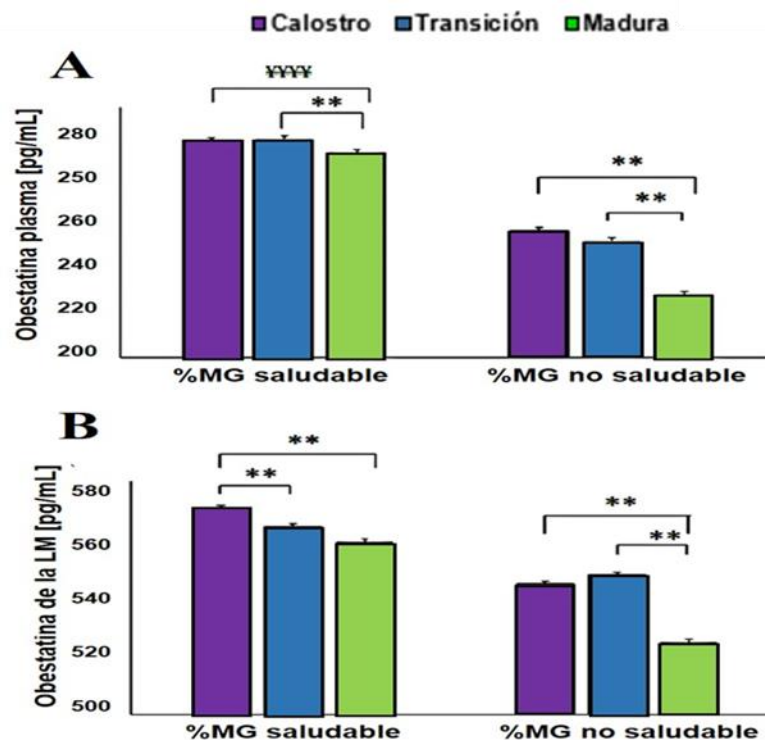 Calostro Transición Madura
A
¥¥¥¥
**
**
**
Obestatina plasma [pg/mL]
280
250
260
240
220
200
%MG saludable %MG no saludable
B
**
**
**
**
Obestatina de la LM [pg/mL]
580
560
540
520
500
%MG saludable %MG no saludable